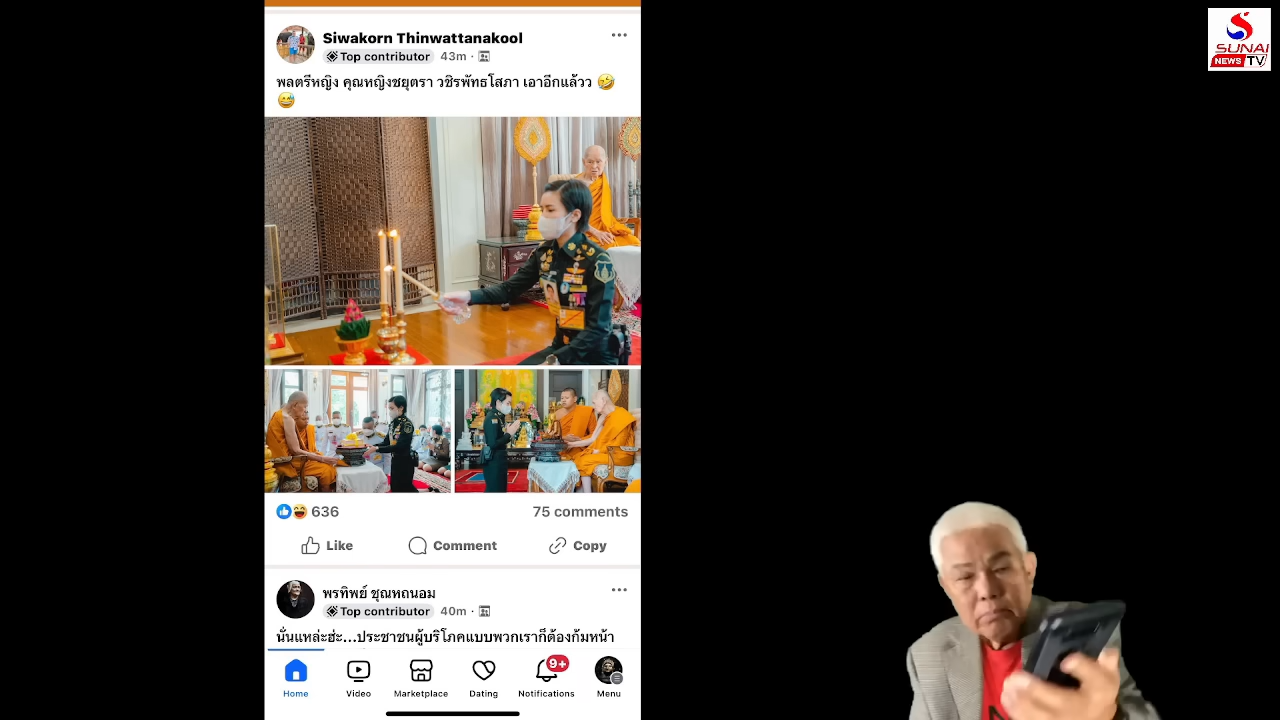 Siwakorn Thinwattanakool
Top contributor 43m ·
พลตรีหญิง คุณหญิงชยุตรา วชิรพัทธโสภา เอาอีกแล้วว 🤣
😅
636
75 comments
Like
Comment
Copy
พรทิพย์ ชุณหถนอม
Top contributor 40m ·
นั่นแหล่ะฮ่ะ...ประชาชนผู้บริโภคแบบพวกเราก็ต้องก้มหน้า
9+
Home
Video
Marketplace
Dating
Notifications
Menu
SUNAI
NEWS TV